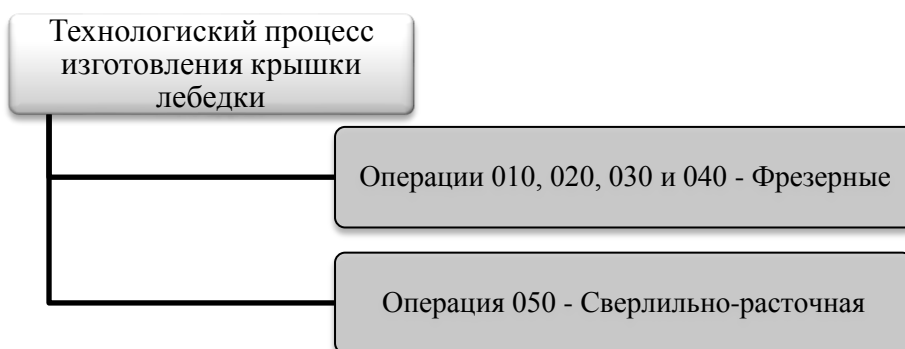 Технологиский процесс
изготовления крышки
лебедки
Операции 010, 020, 030 и 040 - Фрезерные
Операция 050 - Сверлильно-расточная